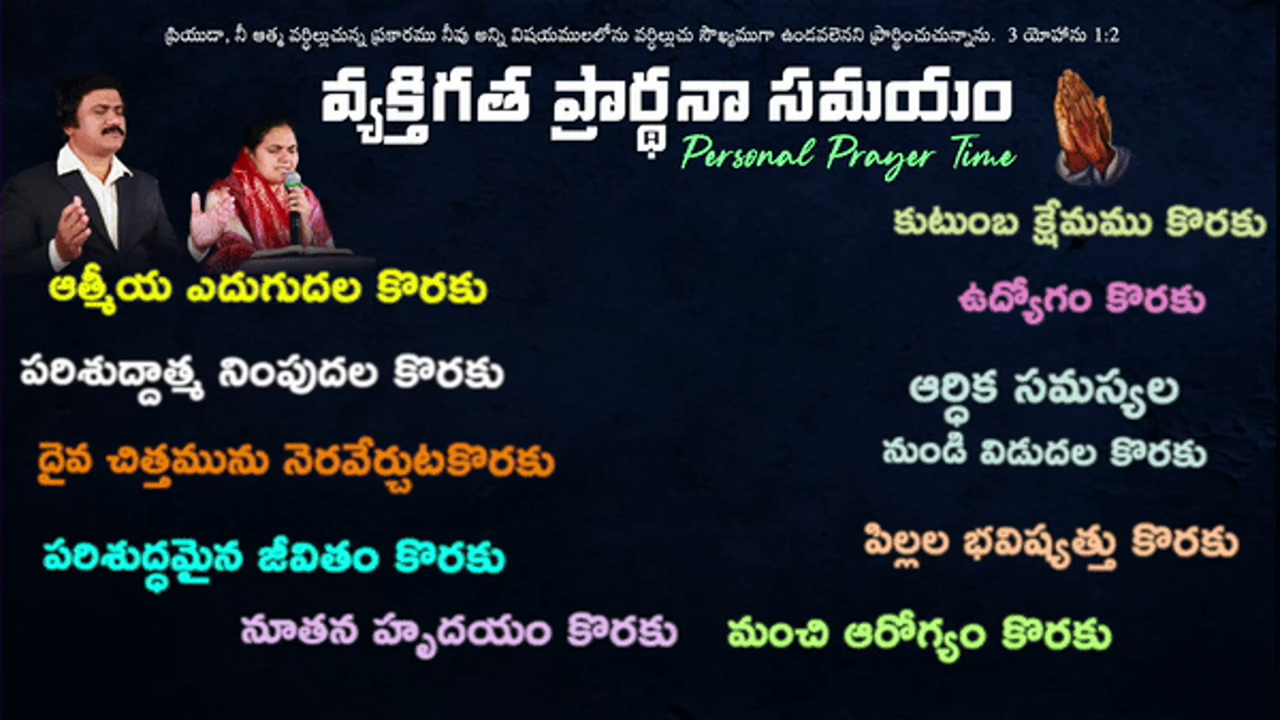 ప్రియుడా, నీ ఆత్మ వర్ధిల్లుచున్న ప్రకారము నీవు అన్ని విషయములలోను వర్ధిల్లుచు సౌఖ్యముగా ఉండవలెనని ప్రార్థించుచున్నాను. 3 యోహాను 1:2
వ్యక్తిగత ప్రార్థనా సమయం
Personal Prayer Time
ఆత్మీయ ఎదుగుదల కొరకు
పరిశుద్దాత్మ నింపుదల కొరకు
దైవ చిత్తమును నెరవేర్చుటకొరకు
పరిశుద్ధమైన జీవితం కొరకు
నూతన హృదయం కొరకు
కుటుంబ క్షేమము కొరకు
ఉద్యోగం కొరకు
ఆర్ధిక సమస్యల
నుండి విడుదల కొరకు
పిల్లల భవిష్యత్తు కొరకు
మంచి ఆరోగ్యం కొరకు